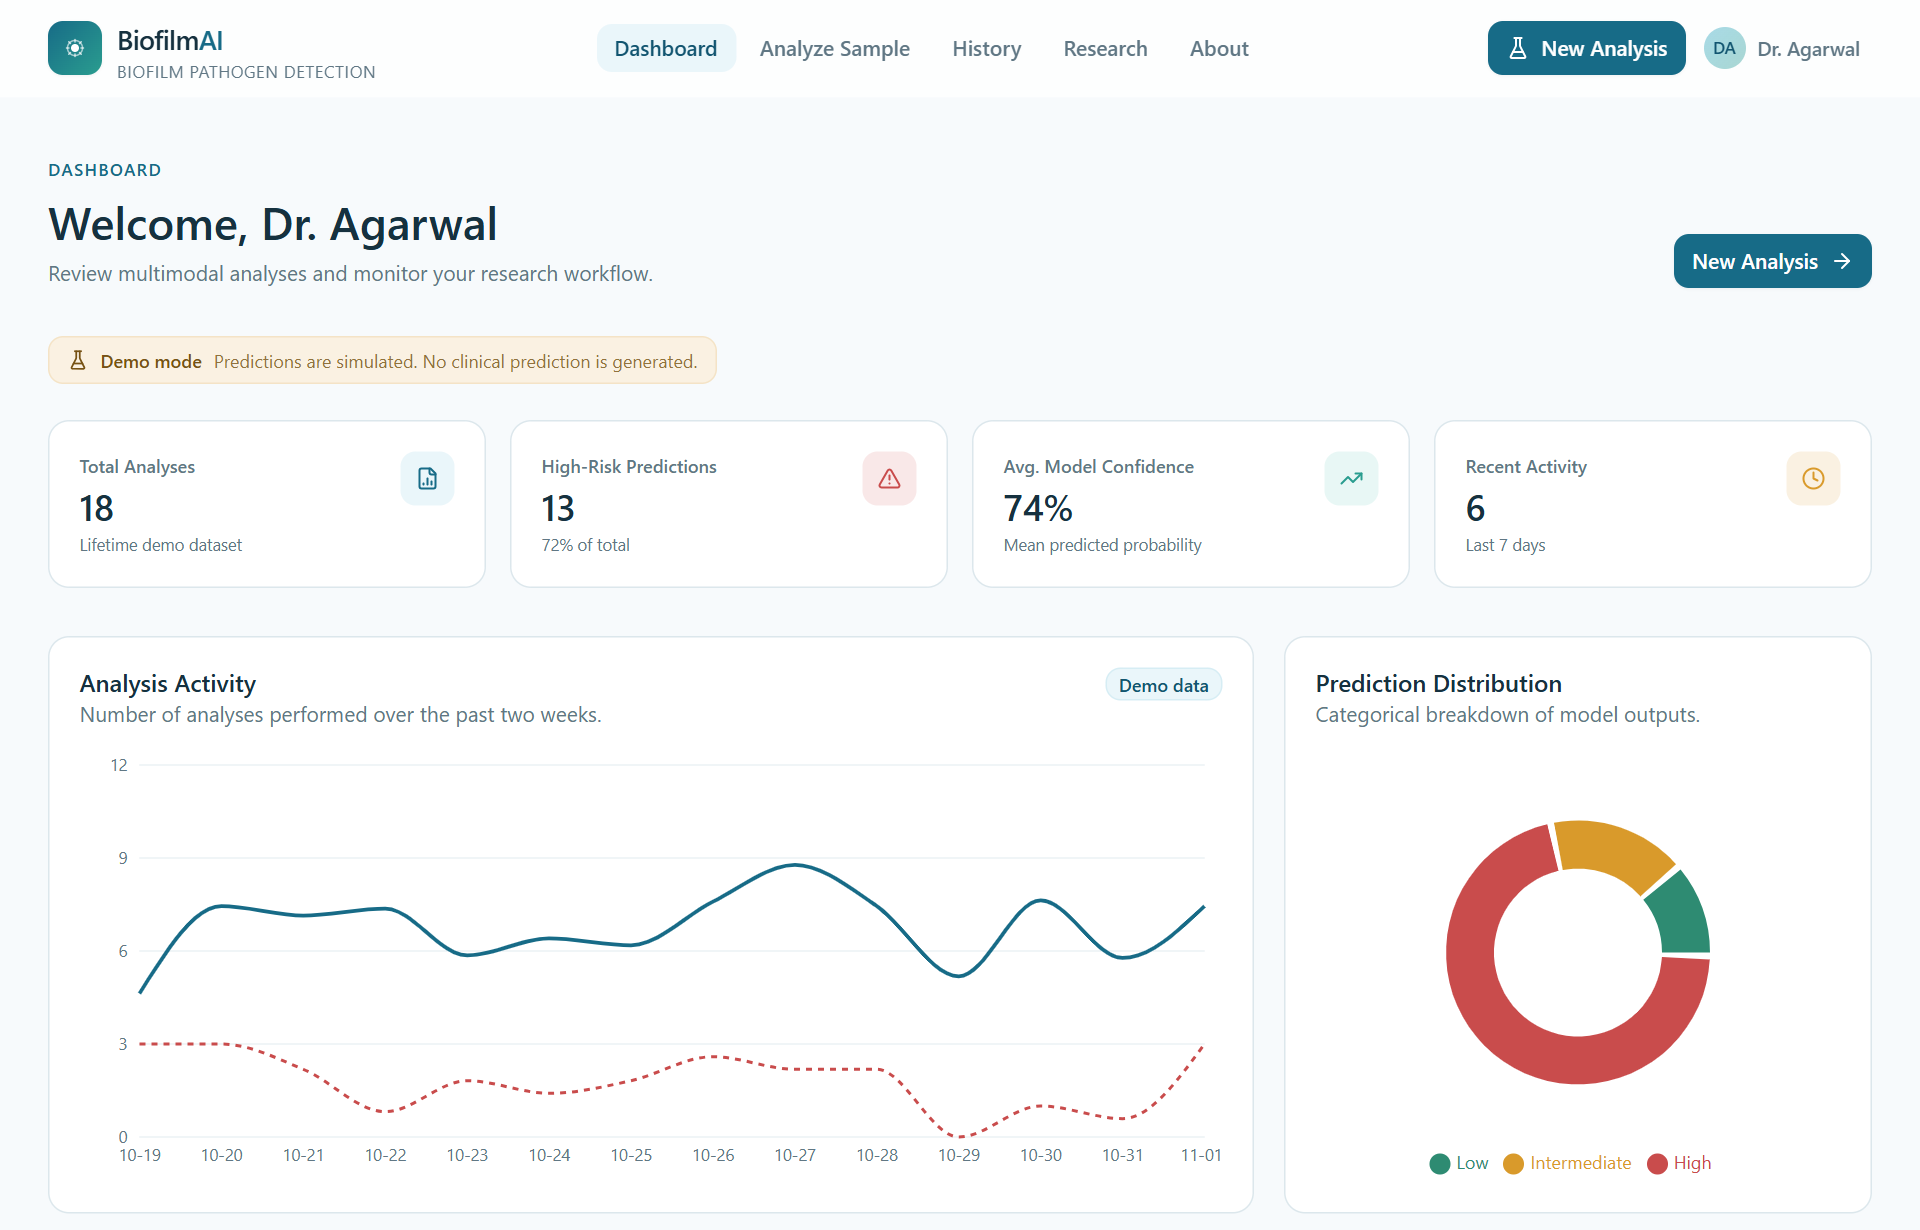 BiofilmAI
BIOFILM PATHOGEN DETECTION
Dashboard
Analyze Sample
History
Research
About
New Analysis
DA
Dr. Agarwal
DASHBOARD
Welcome, Dr. Agarwal
Review multimodal analyses and monitor your research workflow.
New Analysis
Demo mode Predictions are simulated. No clinical prediction is generated.
Total Analyses
18
Lifetime demo dataset
High-Risk Predictions
13
72% of total
Avg. Model Confidence
74%
Mean predicted probability
Recent Activity
6
Last 7 days
Analysis Activity
Number of analyses performed over the past two weeks.
Demo data
12
9
6
3
0
10-19 10-20 10-21 10-22 10-23 10-24 10-25 10-26 10-27 10-28 10-29 10-30 10-31 11-01
Prediction Distribution
Categorical breakdown of model outputs.
Low Intermediate High